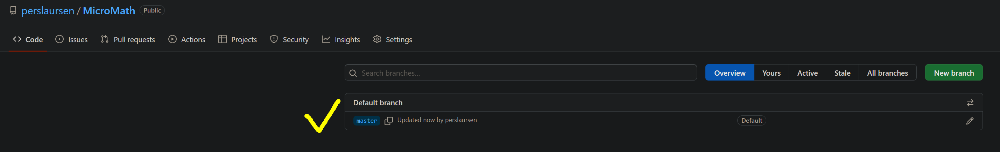 perslaursen / MicroMath Public
Code Issues Pull requests Actions Projects Security Insights Settings
Search branches... Overview Yours Active Stale All branches New branch
Default branch
master Updated now by perslaursen Default